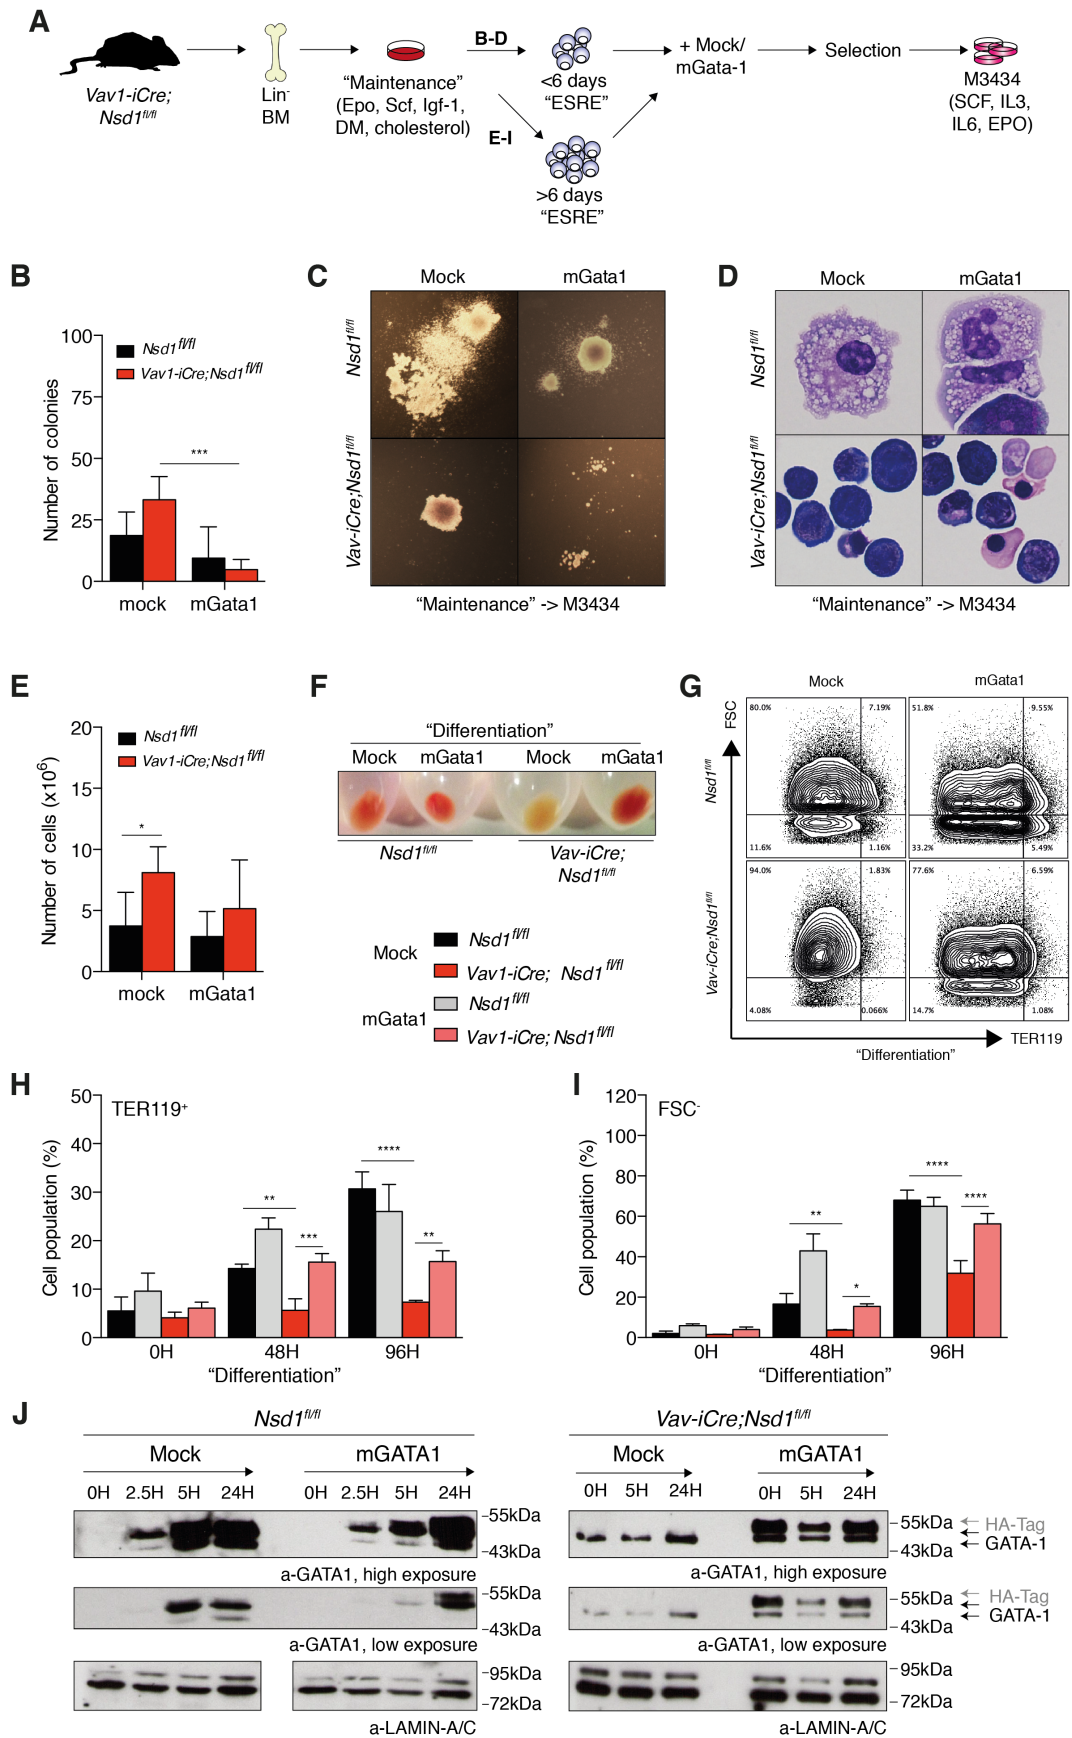 A
Vav1-iCre;
Nsd1fl/fl
Lin-
BM
“Maintenance”
(Epo, Scf, Igf-1,
DM, cholesterol)
B-D
E-I
<6 days
“ESRE”
>6 days
“ESRE”
+ Mock/
mGata-1
Selection
M3434
(SCF, IL3,
IL6, EPO)
B
Number of colonies
100
75
50
25
0
Nsd1fl/fl
Vav1-iCre;Nsd1fl/fl
***
mock
mGata1
C
Mock
mGata1
Nsd1fl/fl
Vav-iCre;Nsd1fl/fl
“Maintenance” -> M3434
D
Mock
mGata1
Nsd1fl/fl
Vav-iCre;Nsd1fl/fl
“Maintenance” -> M3434
E
Number of cells (x106)
20
15
10
5
0
Nsd1fl/fl
Vav1-iCre;Nsd1fl/fl
*
mock
mGata1
F
“Differentiation”
Mock
mGata1
Mock
mGata1
Nsd1fl/fl
Vav-iCre;
Nsd1fl/fl
Mock
Nsd1fl/fl
Vav1-iCre; Nsd1fl/fl
mGata1
Nsd1fl/fl
Vav1-iCre; Nsd1fl/fl
G
Mock
mGata1
FSC
Nsd1fl/fl
Vav-iCre;Nsd1fl/fl
80.0%
7.19%
11.6%
1.16%
51.8%
9.55%
33.2%
5.49%
94.0%
1.83%
4.08%
0.066%
77.6%
6.59%
14.7%
1.08%
TER119
“Differentiation”
H
TER119+
Cell population (%)
50
40
30
20
10
0
**
***
****
**
0H
48H
96H
“Differentiation”
I
FSC-
Cell population (%)
120
100
80
60
40
20
0
**
*
****
****
0H
48H
96H
“Differentiation”
J
Nsd1fl/fl
Mock
mGATA1
0H 2.5H 5H 24H
0H 2.5H 5H 24H
-55kDa
-43kDa
a-GATA1, high exposure
-55kDa
-43kDa
a-GATA1, low exposure
-95kDa
-72kDa
a-LAMIN-A/C
Vav-iCre;Nsd1fl/fl
Mock
mGATA1
0H 5H 24H
0H 5H 24H
-55kDa
HA-Tag
GATA-1
-43kDa
a-GATA1, high exposure
-55kDa
HA-Tag
GATA-1
-43kDa
a-GATA1, low exposure
-95kDa
-72kDa
a-LAMIN-A/C